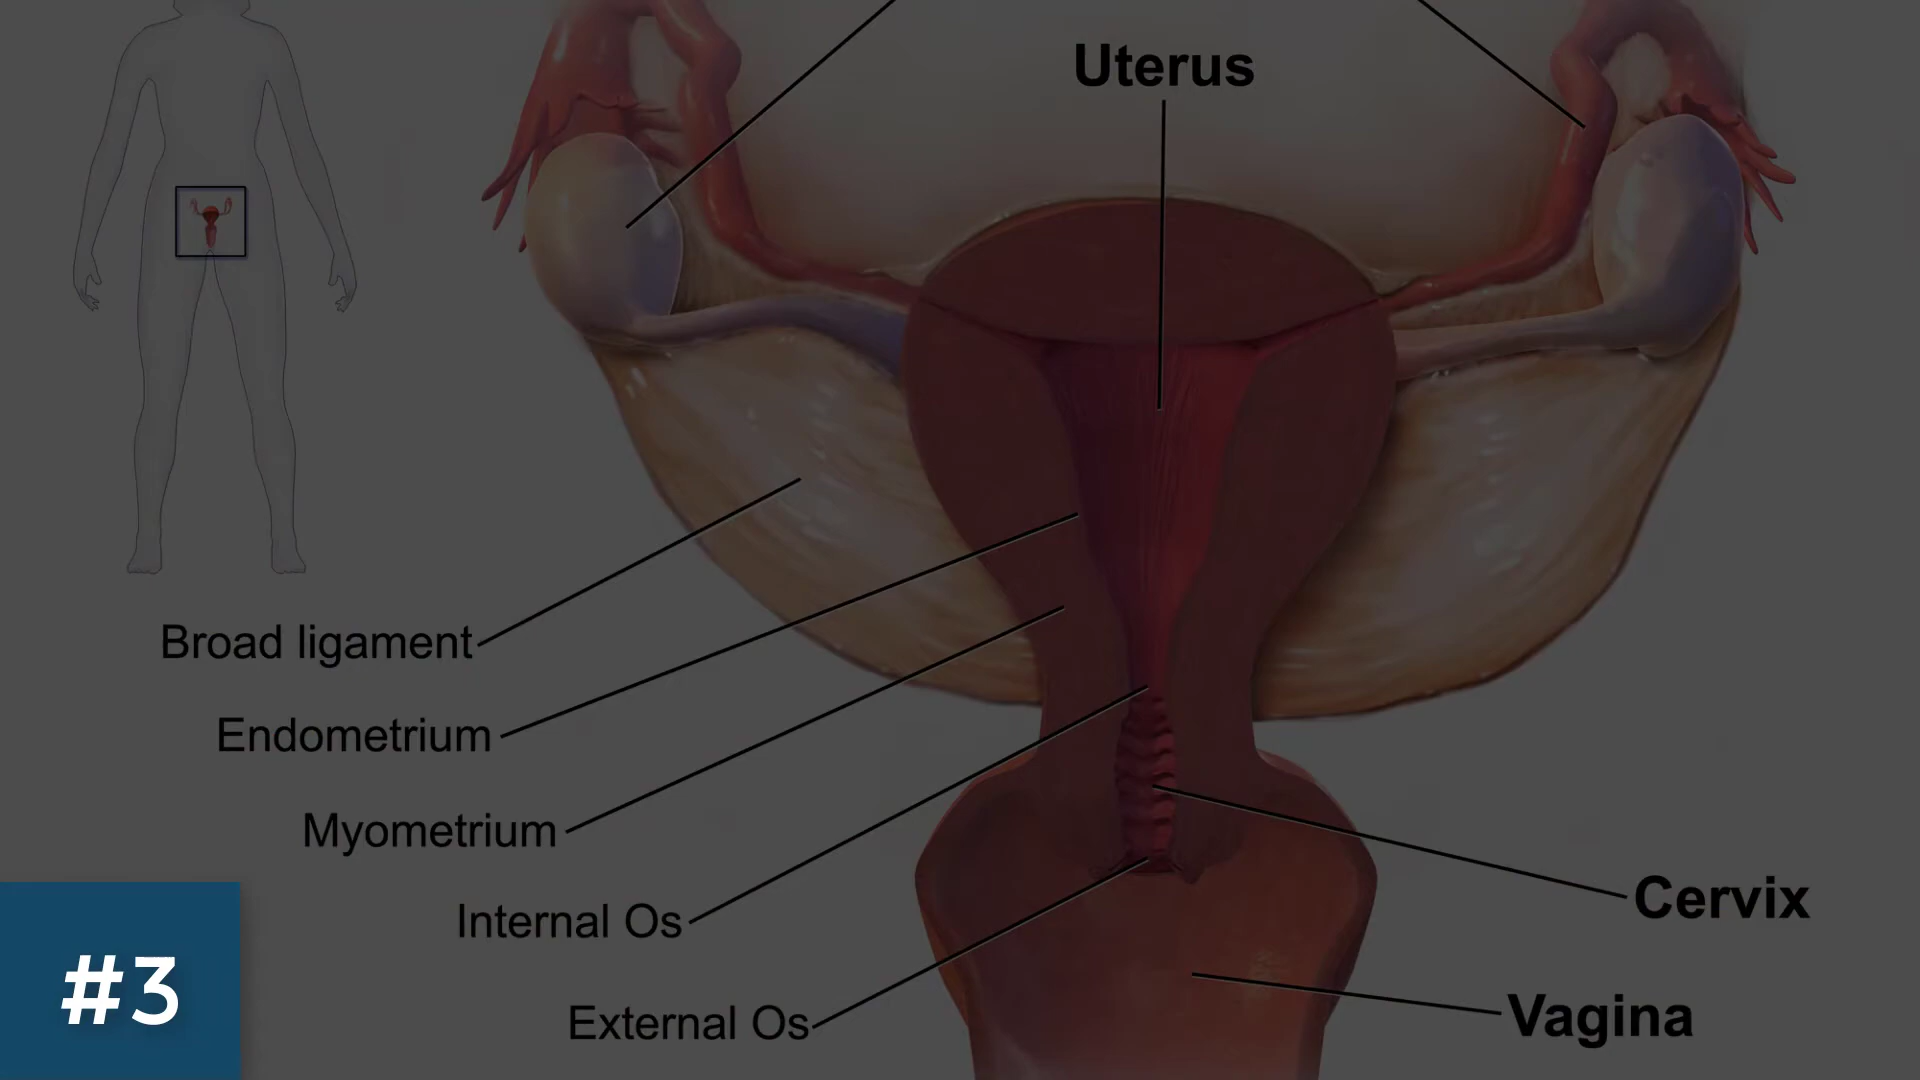 Uterus
Broad ligament
Endometrium
Myometrium
Internal Os
Cervix
External Os
Vagina
#3